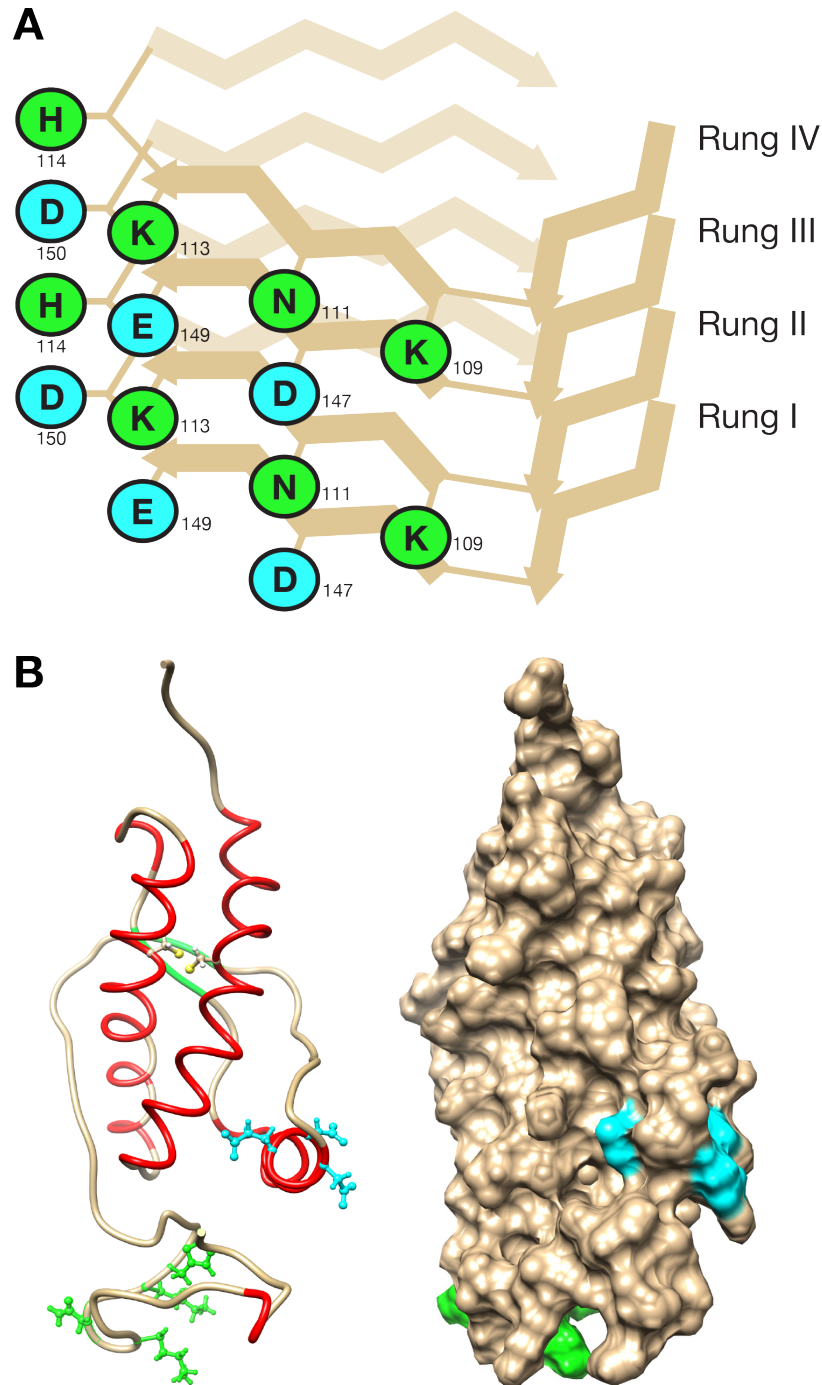 A
H
114
Rung IV
D
150
K
113
Rung III
H
114
N
111
E
149
Rung II
K
109
D
150
D
147
K
113
Rung I
N
111
E
149
K
109
D
147
B